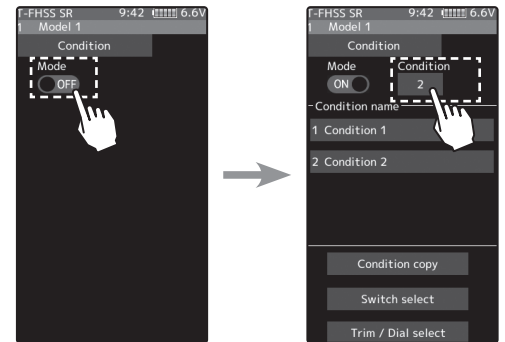 T-FHSS SR 9:42 6.6V
1 Model 1
Condition
Mode
OFF
T-FHSS SR 9:42 6.6V
1 Model 1
Condition
Mode Condition
ON 2
Condition name
1 Condition 1
2 Condition 2
Condition copy
Switch select
Trim / Dial select